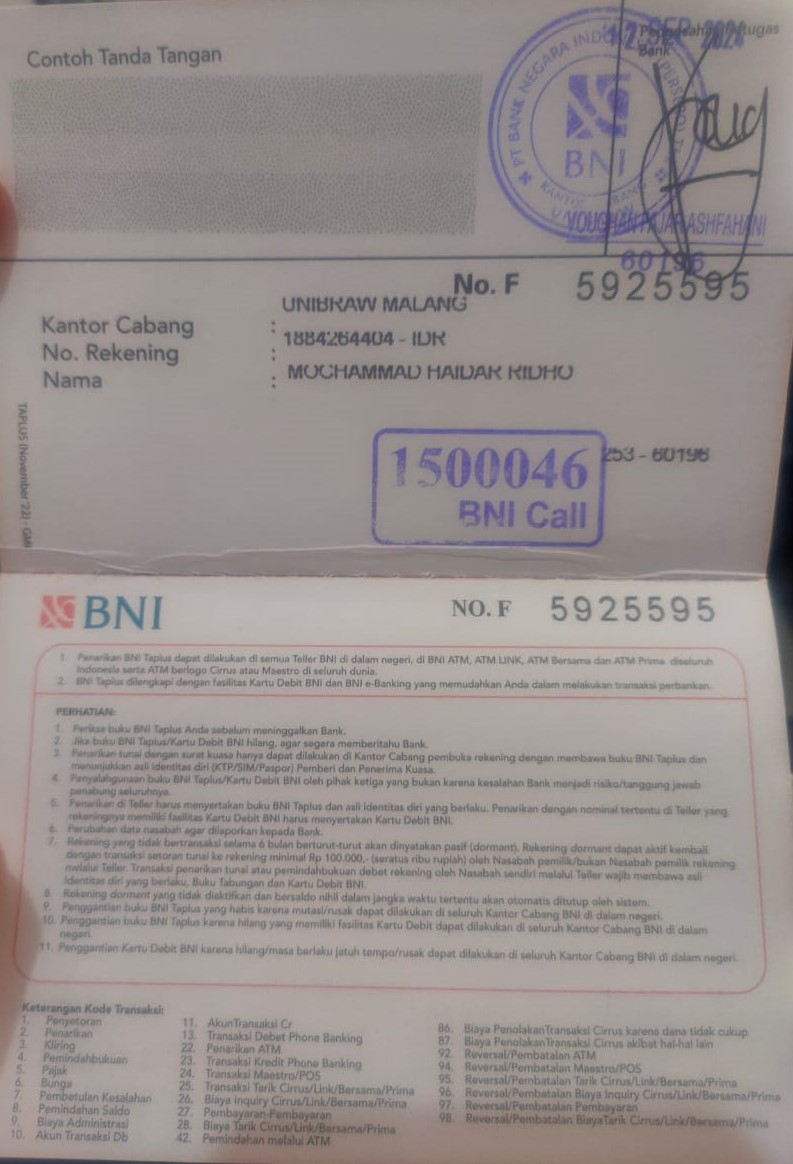 Contoh Tanda Tangan
Pengesahan Petugas
Bank
12 SEP 2024
PT BANK NEGARA INDONESIA (PERSERO) Tbk
BNI
KANTOR CABANG
ASHFAHANI
60196
No. F 5925595
Kantor Cabang : UNIBRAW MALANG
No. Rekening : 1884264404 - IDR
Nama : MOCHAMMAD HAIDAR RIDHO
TAPLUS (November '22) - GMI
1500046
BNI Call
253 - 60196
BNI
NO. F 5925595
1. Penarikan BNI Taplus dapat dilakukan di semua Teller BNI di dalam negeri, di BNI ATM, ATM LINK, ATM Bersama dan ATM Prima diseluruh
Indonesia serta ATM berlogo Cirrus atau Maestro di seluruh dunia.
2. BNI Taplus dilengkapi dengan fasilitas Kartu Debit BNI dan BNI e-Banking yang memudahkan Anda dalam melakukan transaksi perbankan.
PERHATIAN:
1. Periksa buku BNI Taplus Anda sebelum meninggalkan Bank.
2. Jika buku BNI Taplus/Kartu Debit BNI hilang, agar segera memberitahu Bank.
3. Penarikan tunai dengan surat kuasa hanya dapat dilakukan di Kantor Cabang pembuka rekening dengan membawa buku BNI Taplus dan
menunjukkan asli identitas diri (KTP/SIM/Paspor) Pemberi dan Penerima Kuasa.
4. Penyalahgunaan buku BNI Taplus/Kartu Debit BNI oleh pihak ketiga yang bukan karena kesalahan Bank menjadi risiko/tanggung jawab
penabung seluruhnya.
5. Penarikan di Teller harus menyertakan buku BNI Taplus dan asli identitas diri yang berlaku. Penarikan dengan nominal tertentu di Teller yang
rekeningnya memiliki fasilitas Kartu Debit BNI harus menyertakan Kartu Debit BNI.
6. Perubahan data nasabah agar dilaporkan kepada Bank.
7. Rekening yang tidak bertransaksi selama 6 bulan berturut-turut akan dinyatakan pasif (dormant). Rekening dormant dapat aktif kembali
dengan transaksi setoran tunai ke rekening minimal Rp 100.000,- (seratus ribu rupiah) oleh Nasabah pemilik/bukan Nasabah pemilik rekening
melalui Teller. Transaksi penarikan tunai atau pemindahbukuan debet rekening oleh Nasabah sendiri melalui Teller wajib membawa asli
identitas diri yang berlaku, Buku Tabungan dan Kartu Debit BNI.
8. Rekening dormant yang tidak diaktifkan dan bersaldo nihil dalam jangka waktu tertentu akan otomatis ditutup oleh sistem.
9. Penggantian buku BNI Taplus yang habis karena mutasi/rusak dapat dilakukan di seluruh Kantor Cabang BNI di dalam negeri.
10. Penggantian buku BNI Taplus karena hilang yang memiliki fasilitas Kartu Debit dapat dilakukan di seluruh Kantor Cabang BNI di dalam
negeri.
11. Penggantian Kartu Debit BNI karena hilang/masa berlaku jatuh tempo/rusak dapat dilakukan di seluruh Kantor Cabang BNI di dalam negeri.
Keterangan Kode Transaksi:
1. Penyetoran
2. Penarikan
3. Kliring
4. Pemindahbukuan
5. Pajak
6. Bunga
7. Pembetulan Kesalahan
8. Pemindahan Saldo
9. Biaya Administrasi
10. Akun Transaksi Db
11. AkunTransaksi Cr
13. Transaksi Debet Phone Banking
22. Penarikan ATM
23. Transaksi Kredit Phone Banking
24. Transaksi Maestro/POS
25. Transaksi Tarik Cirrus/Link/Bersama/Prima
26. Biaya Inquiry Cirrus/Link/Bersama/Prima
27. Pembayaran-Pembayaran
28. Biaya Tarik Cirrus/Link/Bersama/Prima
42. Pemindahan melalui ATM
86. Biaya PenolakanTransaksi Cirrus karena dana tidak cukup
87. Biaya PenolakanTransaksi Cirrus akibat hal-hal lain
92. Reversal/Pembatalan ATM
94. Reversal/Pembatalan Maestro/POS
95. Reversal/Pembatalan Tarik Cirrus/Link/Bersama/Prima
96. Reversal/Pembatalan Biaya Inquiry Cirrus/Link/Bersama/Prima
97. Reversal/Pembatalan Pembayaran
98. Reversal/Pembatalan BiayaTarik Cirrus/Link/Bersama/Prima